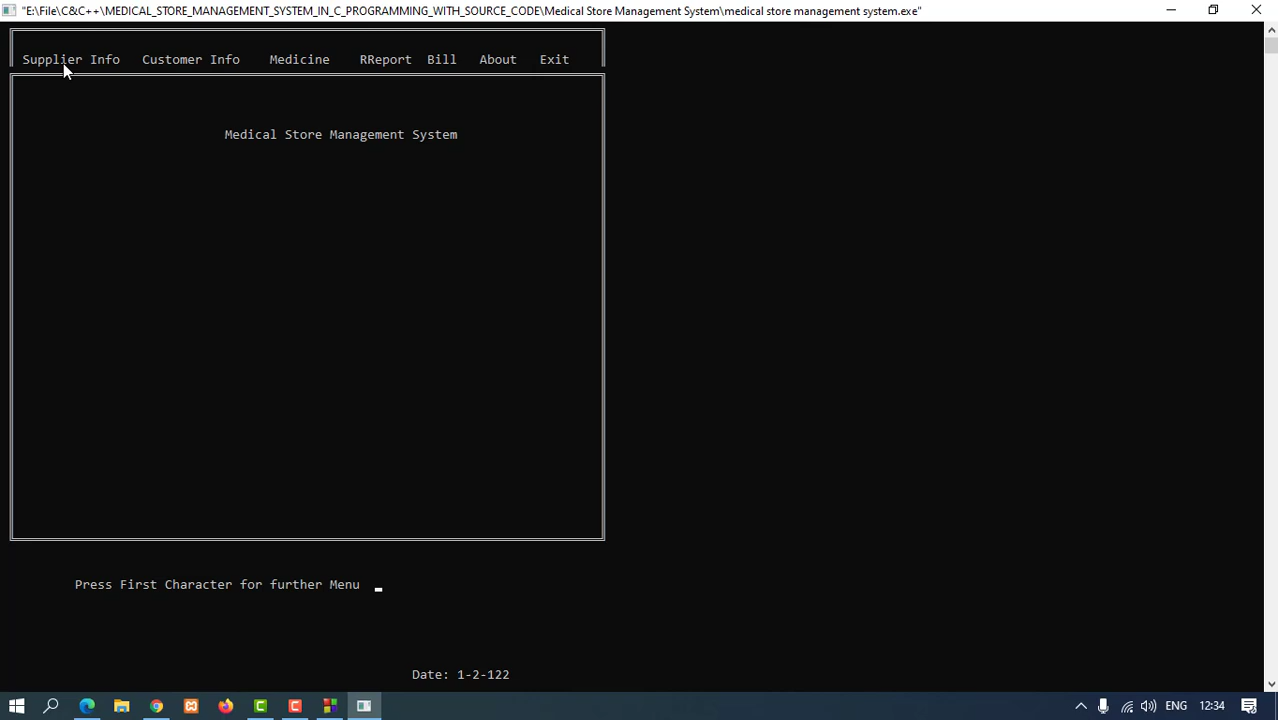 "E:\File\C&C++\MEDICAL_STORE_MANAGEMENT_SYSTEM_IN_C_PROGRAMMING_WITH_SOURCE_CODE\Medical Store Management System\medical store management system.exe"
Supplier Info Customer Info Medicine RReport Bill About Exit
Medical Store Management System
Press First Character for further Menu
Date: 1-2-122
ENG 12:34